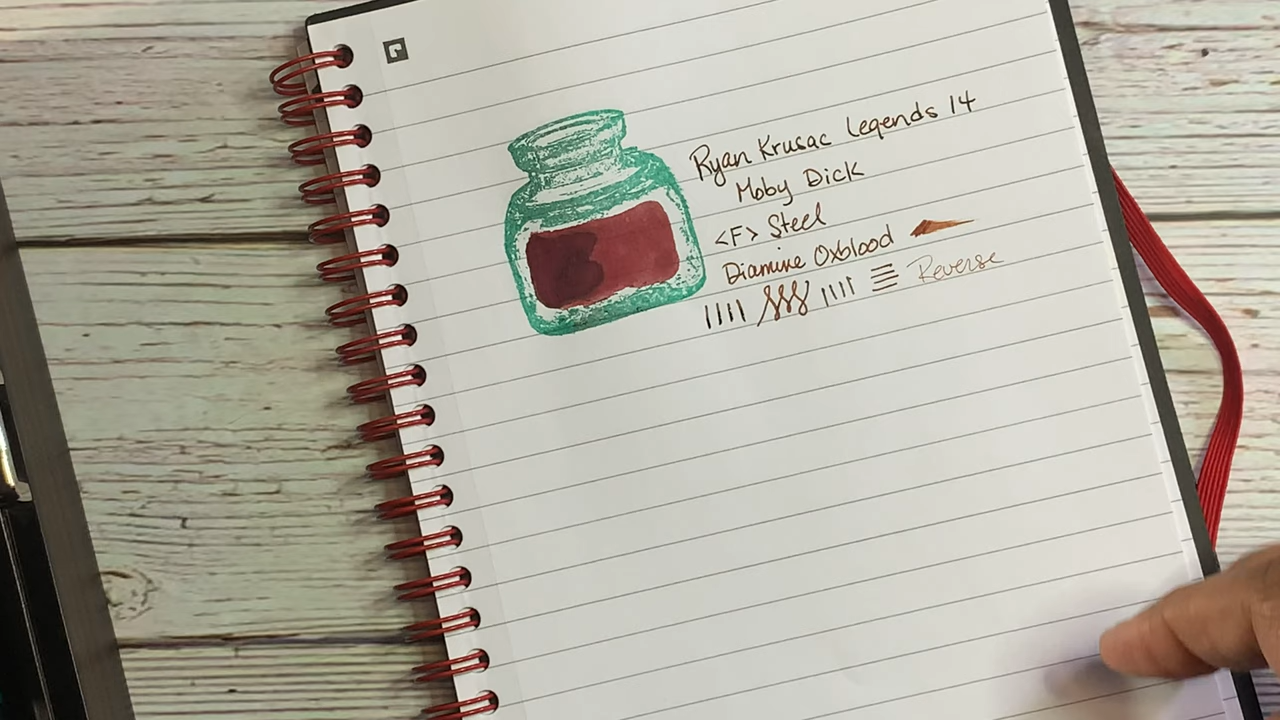 Ryan Krusac Legends 14
Moby Dick
<F> Steel
Diamine Oxblood
Reverse